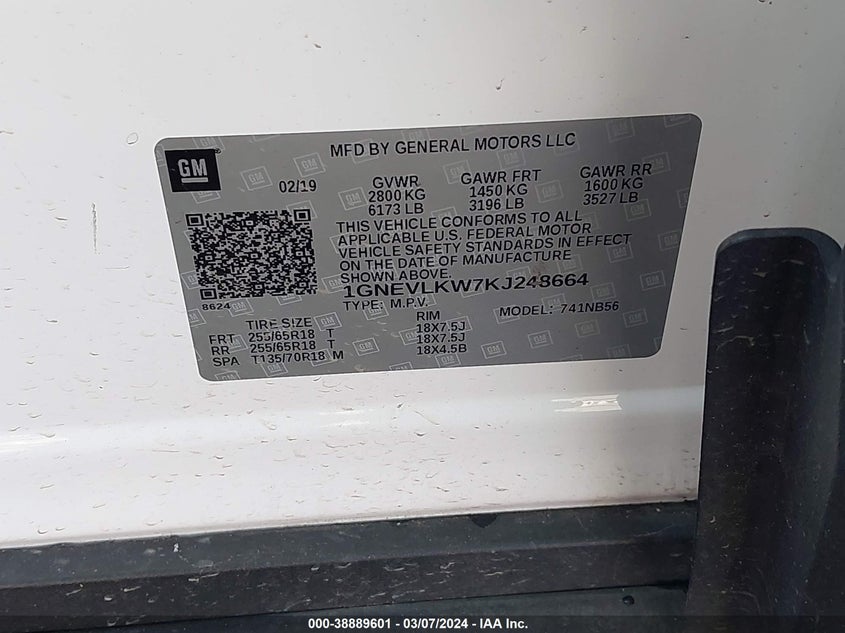 GM
MFD BY GENERAL MOTORS LLC
02/19 GVWR GAWR FRT GAWR RR
2800 KG 1450 KG 1600 KG
6173 LB 3196 LB 3527 LB
THIS VEHICLE CONFORMS TO ALL
APPLICABLE U.S. FEDERAL MOTOR
VEHICLE SAFETY STANDARDS IN EFFECT
ON THE DATE OF MANUFACTURE
SHOWN ABOVE.
8624 1GNEVLKW7KJ248664
TYPE: M.P.V. MODEL: 741NB56
TIRE SIZE RIM
FRT 255/65R18 T 18X7.5J
RR 255/65R18 T 18X7.5J
SPA T135/70R18 M 18X4.5B
000-38889601 - 03/07/2024 - IAA Inc.